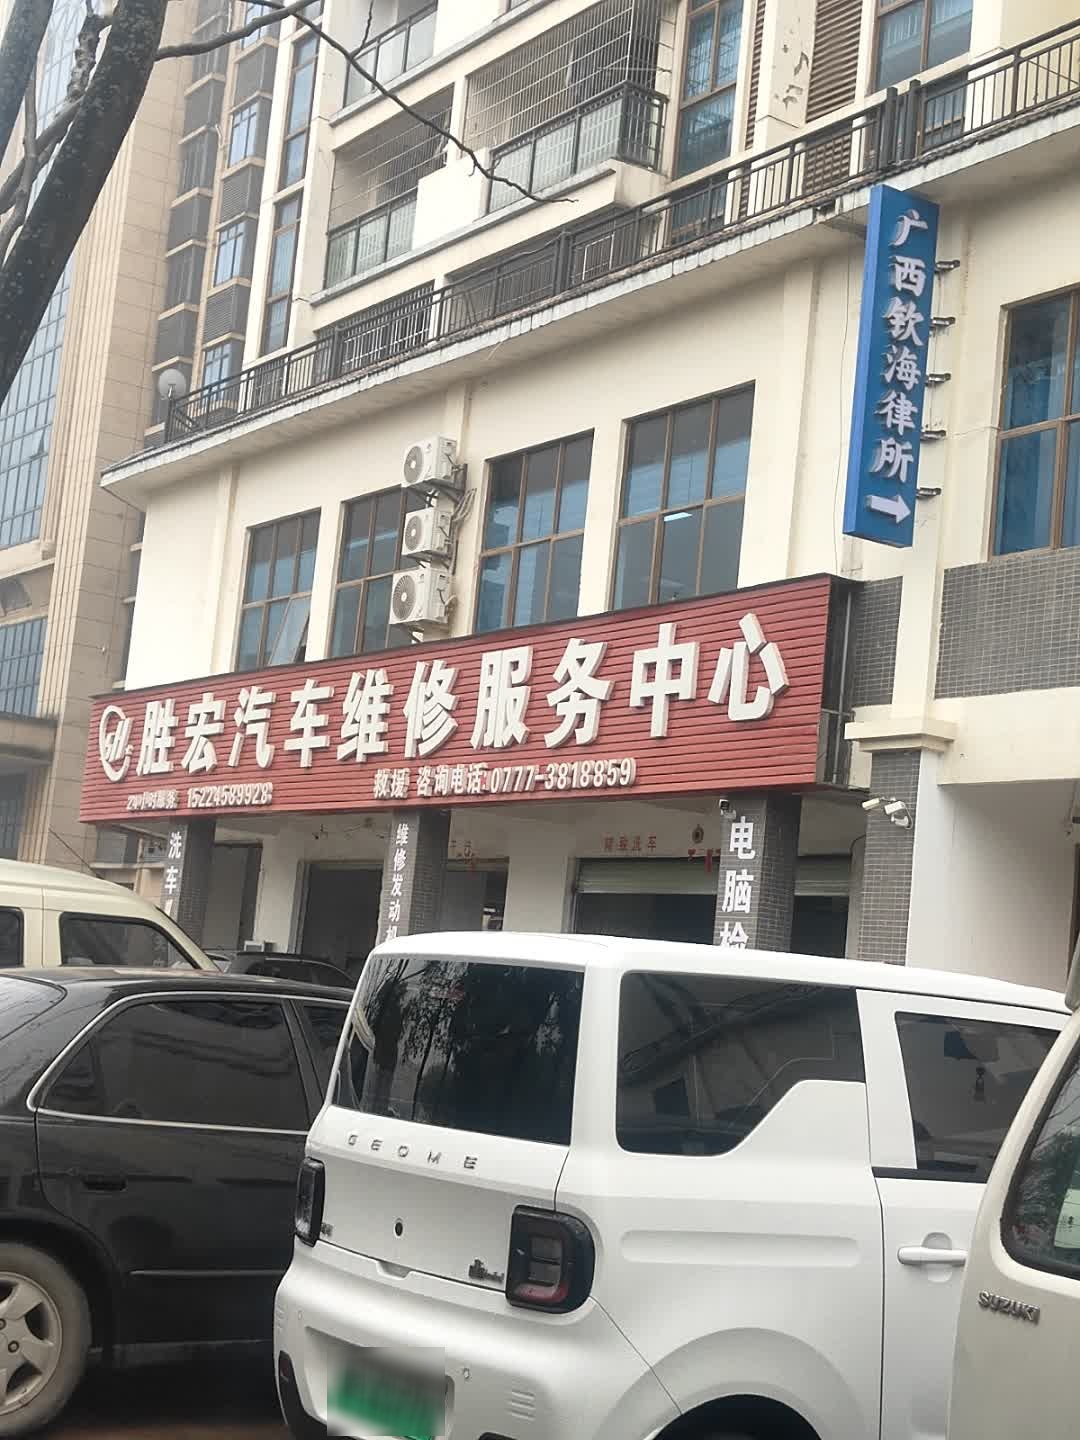 广西钦海律所
胜宏汽车维修服务中心
24小时服务: 15224589928
救援 咨询电话:0777-3818859
洗车
维修发动机
精致洗车
电脑检
GEOME
SUZUKI